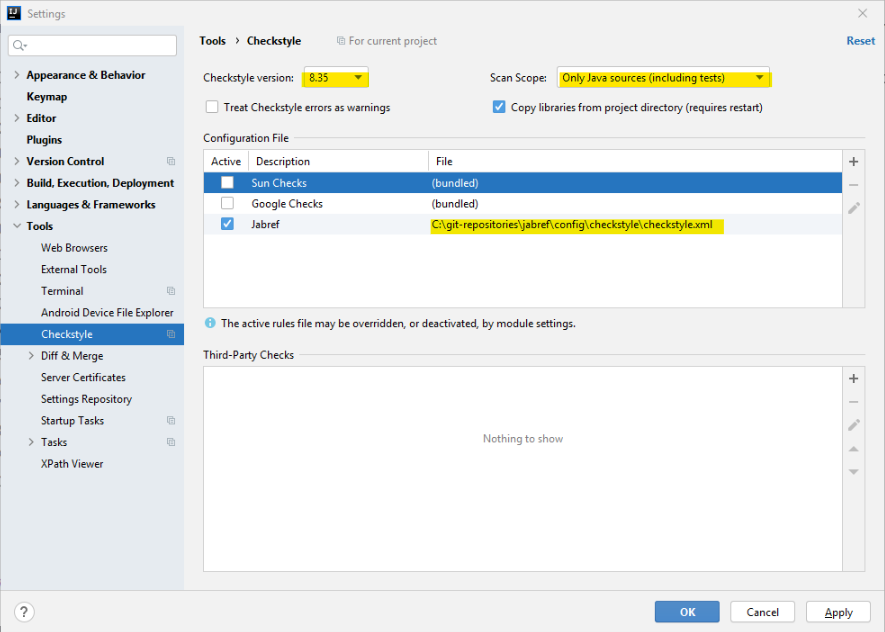 IJ
Settings
Tools > Checkstyle
For current project
Reset
Appearance & Behavior
Keymap
Editor
Plugins
Version Control
Build, Execution, Deployment
Languages & Frameworks
Tools
Web Browsers
External Tools
Terminal
Android Device File Explorer
Checkstyle
Diff & Merge
Server Certificates
Settings Repository
Startup Tasks
Tasks
XPath Viewer
Checkstyle version: 8.35
Scan Scope: Only Java sources (including tests)
Treat Checkstyle errors as warnings
Copy libraries from project directory (requires restart)
Configuration File
Active Description File
Sun Checks (bundled)
Google Checks (bundled)
Jabref C:\git-repositories\jabref\config\checkstyle\checkstyle.xml
The active rules file may be overridden, or deactivated, by module settings.
Third-Party Checks
Nothing to show
?
OK
Cancel
Apply